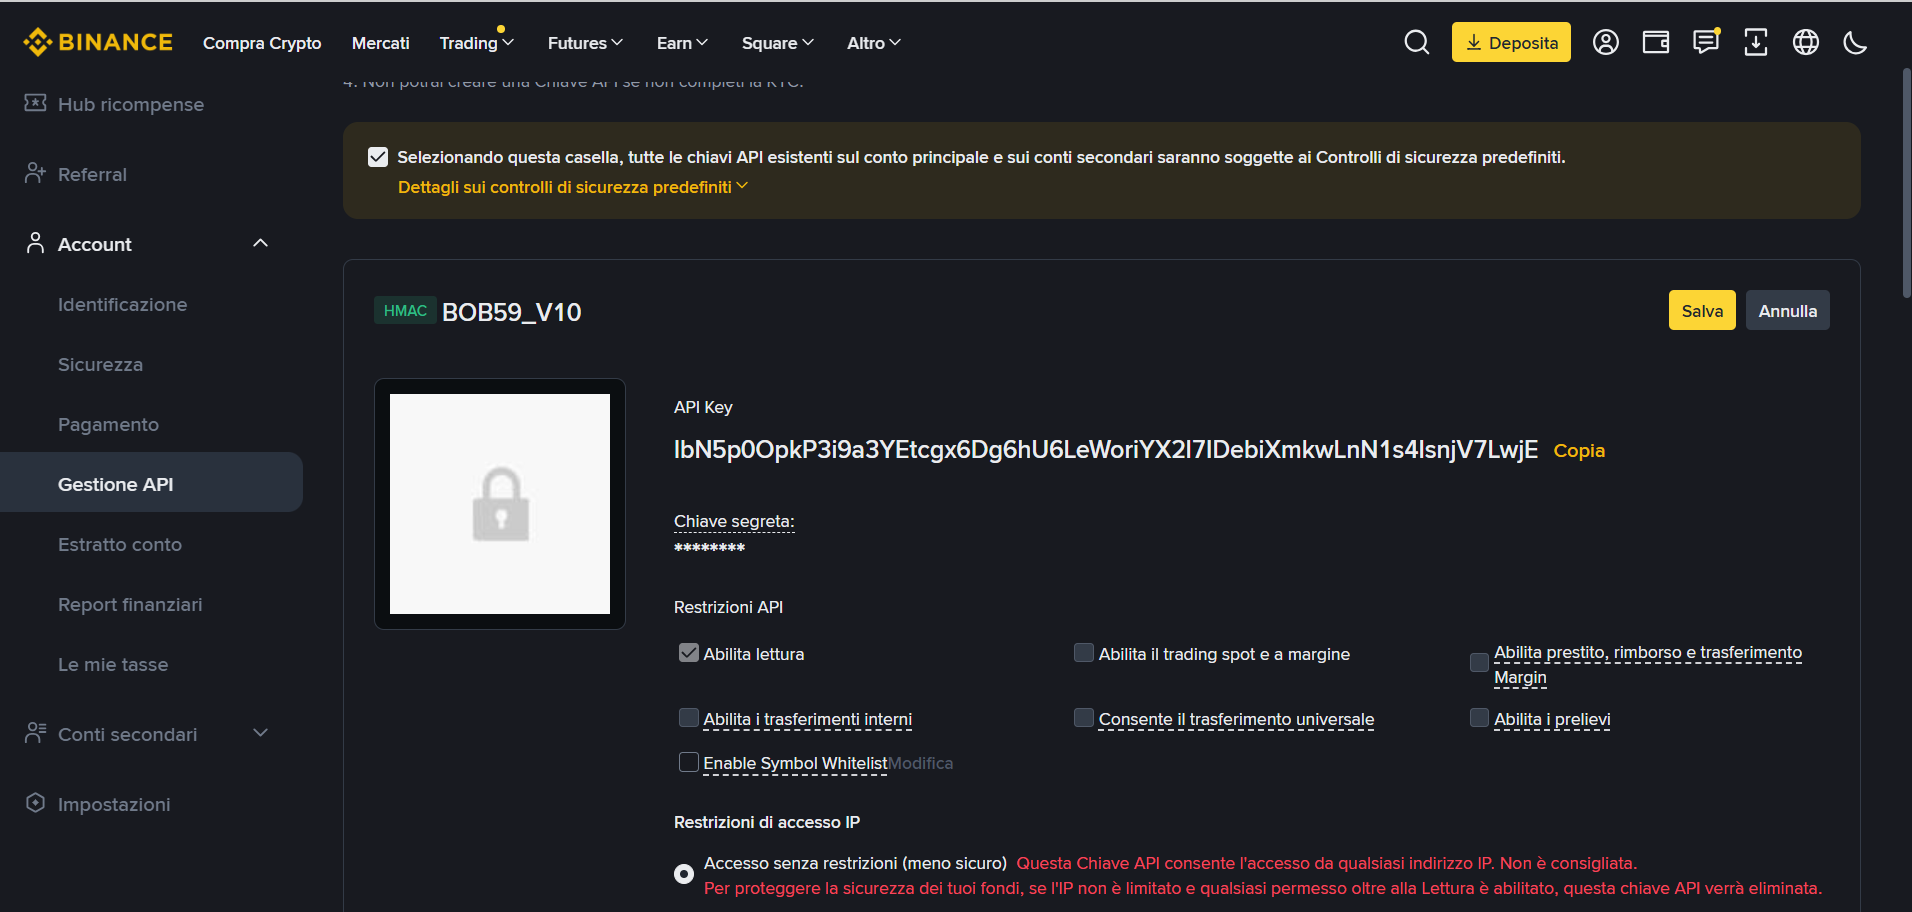 BINANCE Compra Crypto Mercati Trading Futures Earn Square Altro Deposita
4. Non potrai creare una Chiave API se non completi la KYC.
Hub ricompense
Referral
Account
Identificazione
Sicurezza
Pagamento
Gestione API
Estratto conto
Report finanziari
Le mie tasse
Conti secondari
Impostazioni
Selezionando questa casella, tutte le chiavi API esistenti sul conto principale e sui conti secondari saranno soggette ai Controlli di sicurezza predefiniti.
Dettagli sui controlli di sicurezza predefiniti
HMAC BOB59_V10
Salva Annulla
API Key
lbN5p0OpkP3i9a3YEtcgx6Dg6hU6LeWoriYX2I7IDebiXmkwLnN1s4lsnjV7LwjE Copia
Chiave segreta:
********
Restrizioni API
Abilita lettura
Abilita il trading spot e a margine
Abilita prestito, rimborso e trasferimento
Margin
Abilita i trasferimenti interni
Consente il trasferimento universale
Abilita i prelievi
Enable Symbol Whitelist Modifica
Restrizioni di accesso IP
Accesso senza restrizioni (meno sicuro) Questa Chiave API consente l'accesso da qualsiasi indirizzo IP. Non è consigliata.
Per proteggere la sicurezza dei tuoi fondi, se l'IP non è limitato e qualsiasi permesso oltre alla Lettura è abilitato, questa chiave API verrà eliminata.